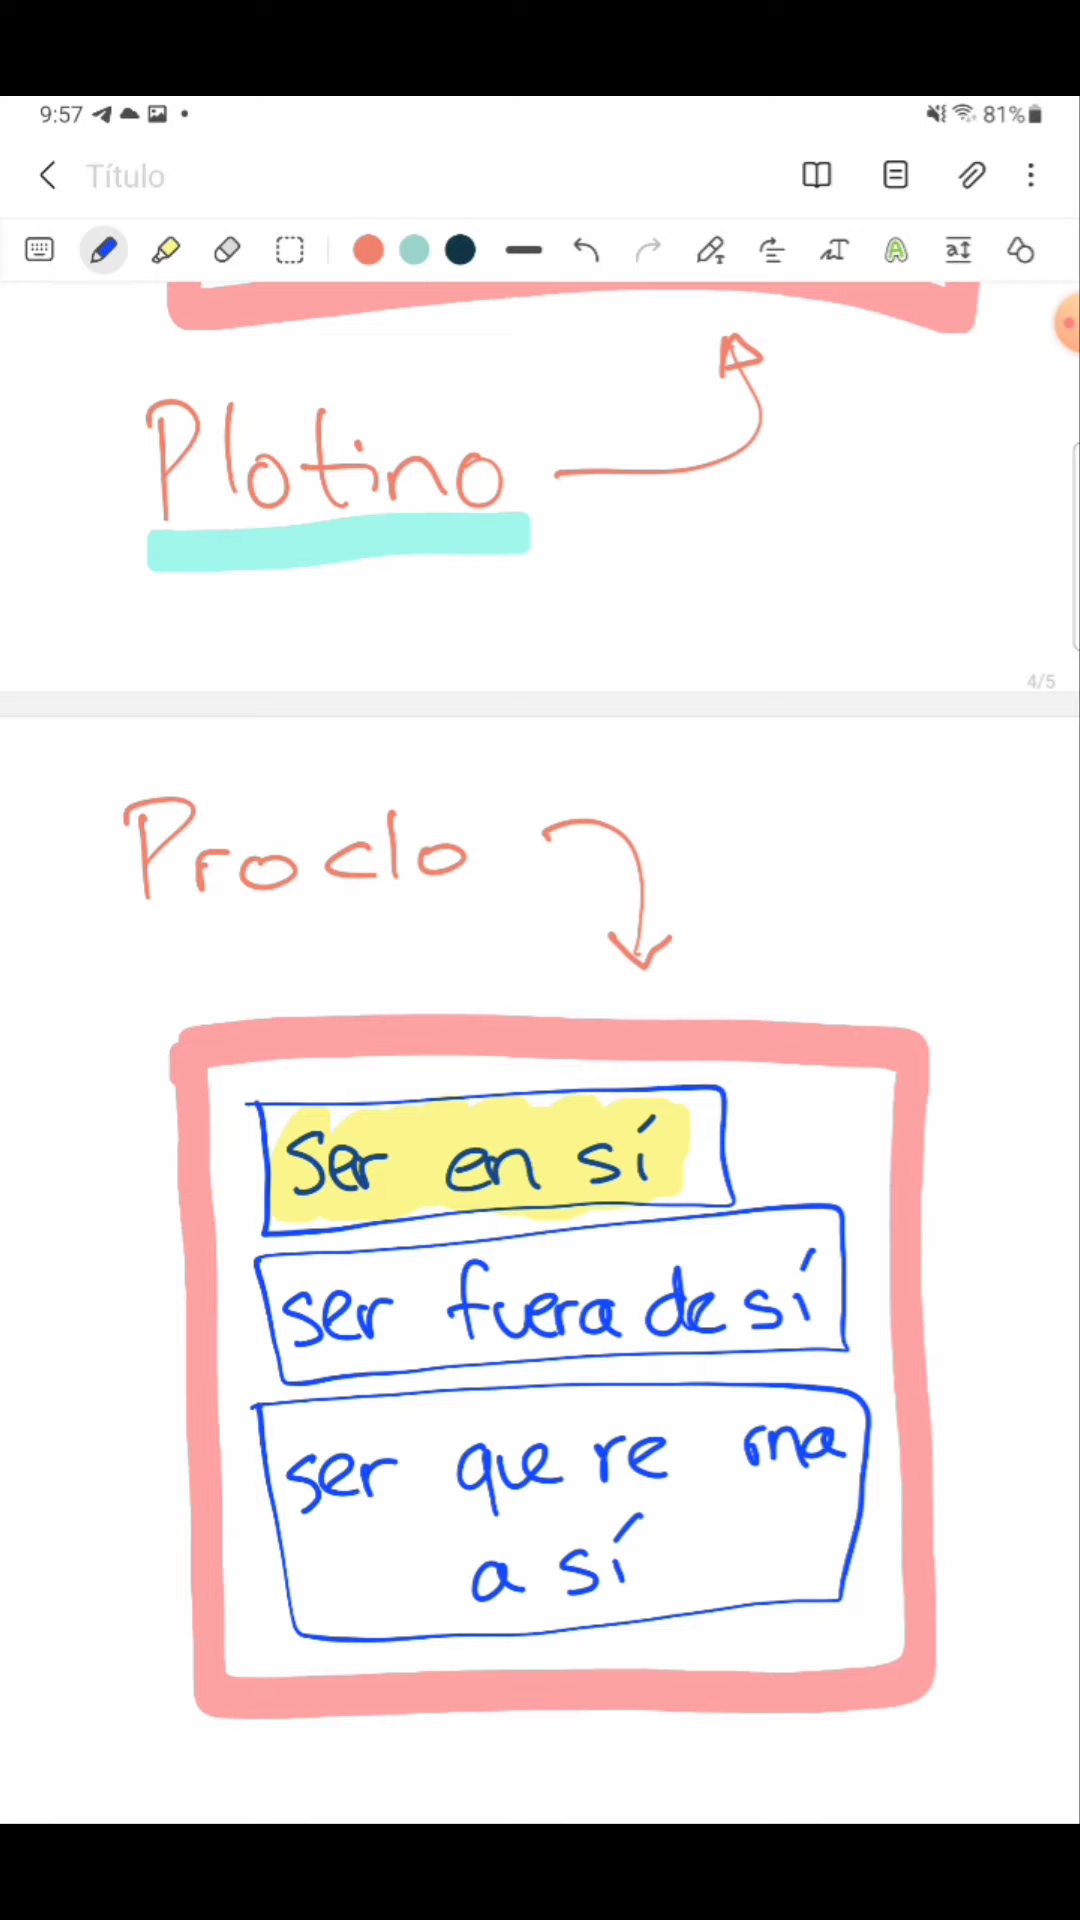 9:57
81%
Título
Plotino
4/5
Proclo
ser en sí
ser fuera de sí
ser que re rna
a sí